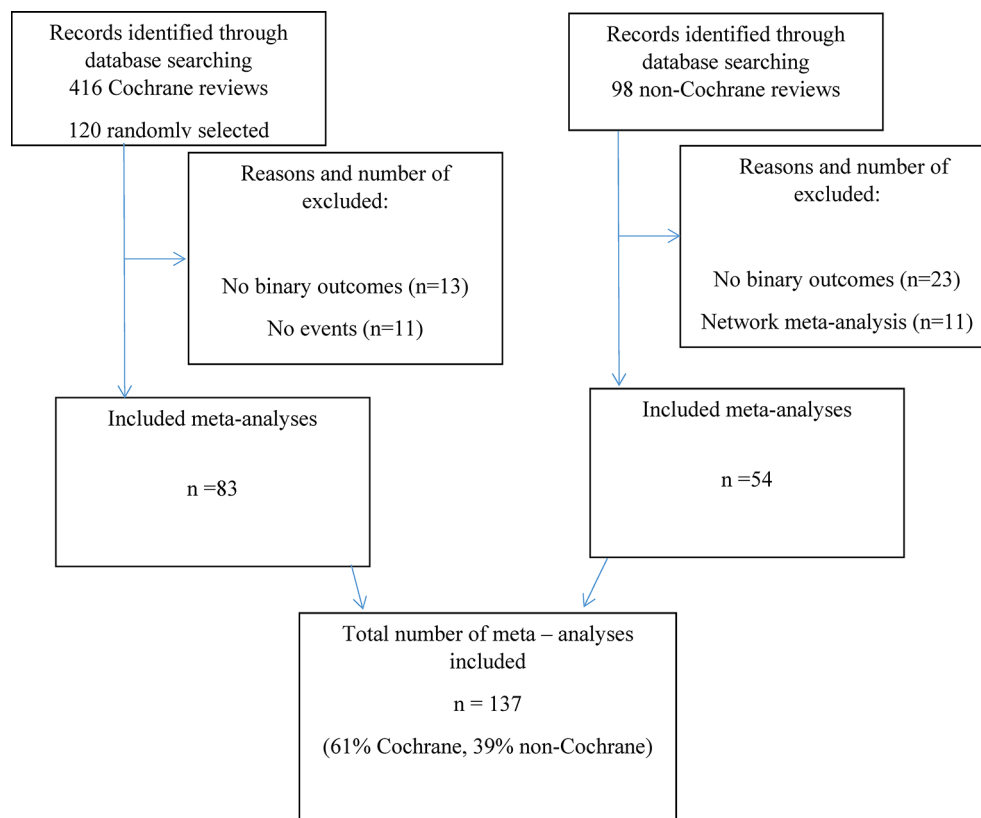 Records identified through
database searching
416 Cochrane reviews
120 randomly selected
Reasons and number of
excluded:
No binary outcomes (n=13)
No events (n=11)
Included meta-analyses
n =83
Records identified through
database searching
98 non-Cochrane reviews
Reasons and number of
excluded:
No binary outcomes (n=23)
Network meta-analysis (n=11)
Included meta-analyses
n =54
Total number of meta – analyses
included
n = 137
(61% Cochrane, 39% non-Cochrane)